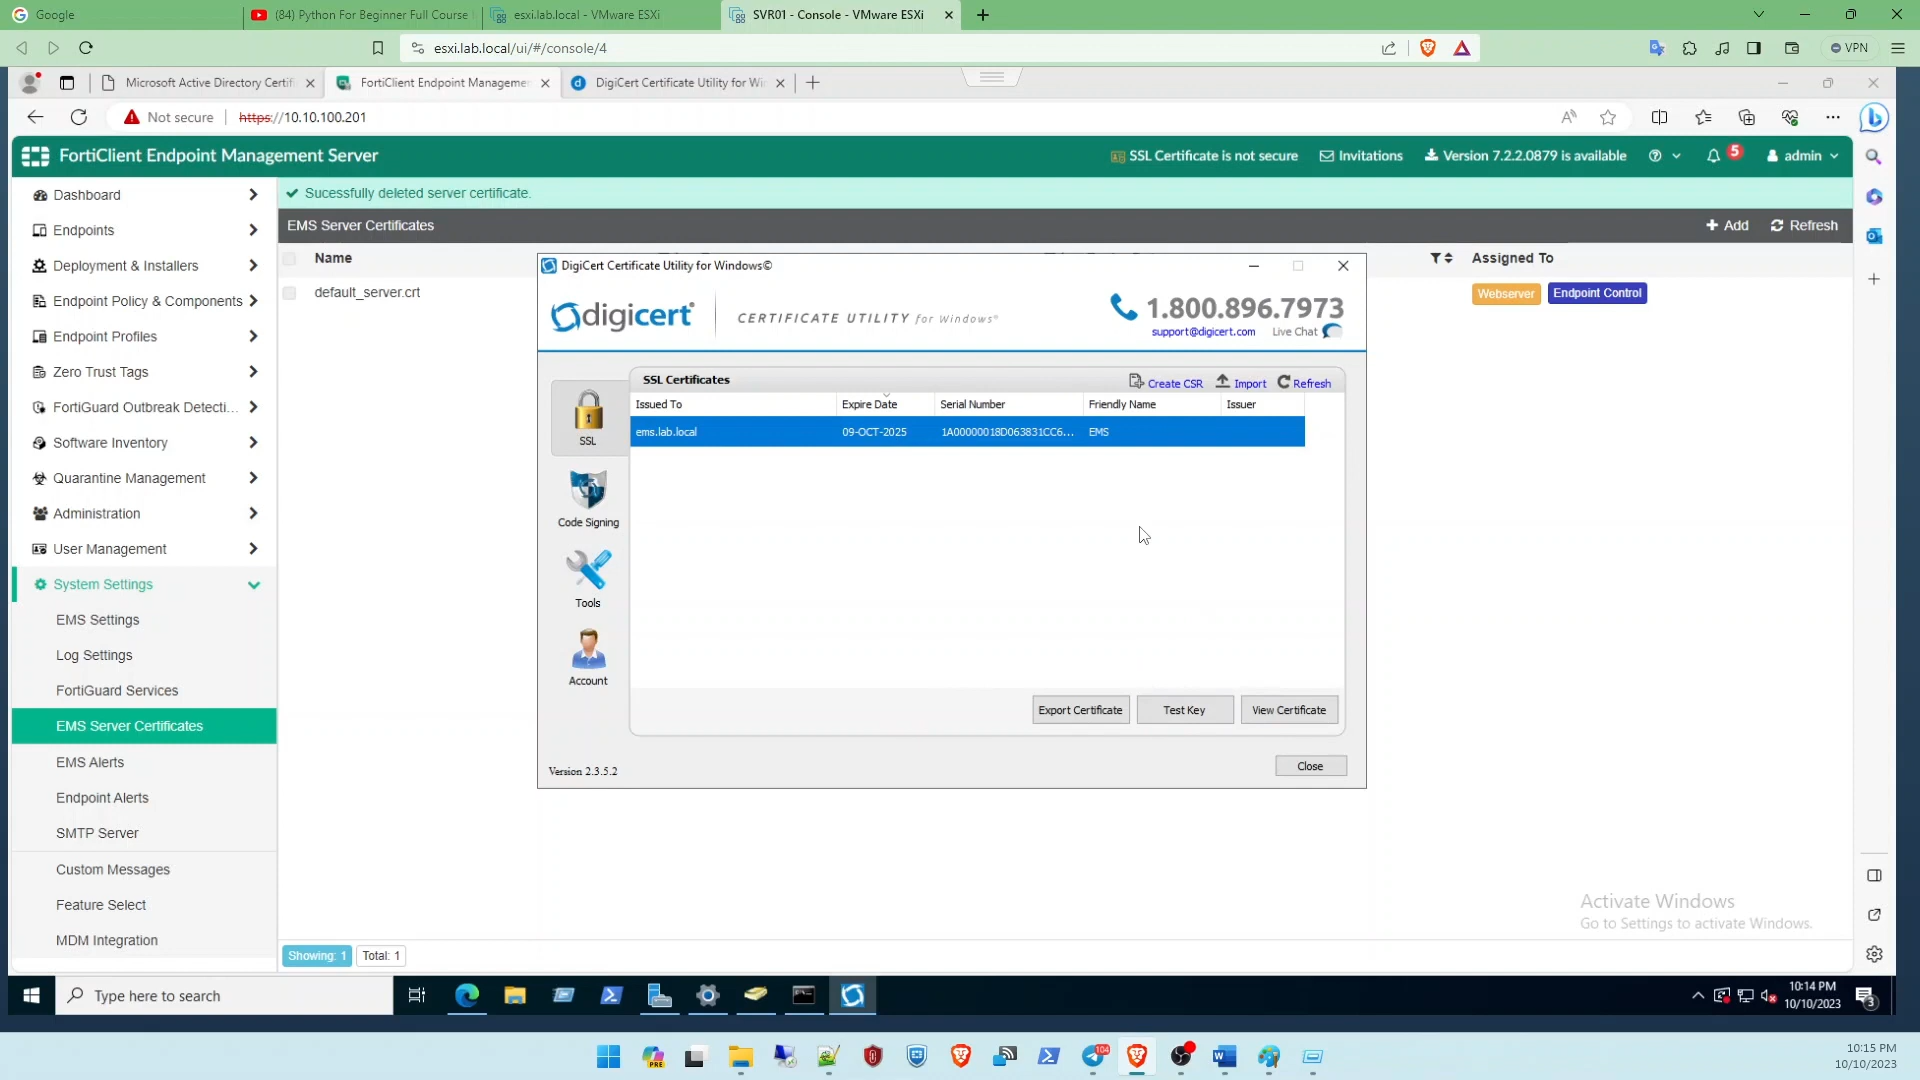 Google
(84) Python For Beginner Full Course
esxi.lab.local - VMware ESXi
SVR01 - Console - VMware ESXi
esxi.lab.local/ui/#/console/4
VPN
Microsoft Active Directory Certifi
FortiClient Endpoint Manageme
DigiCert Certificate Utility for Wi
Not secure
https://10.10.100.201
FortiClient Endpoint Management Server
SSL Certificate is not secure
Invitations
Version 7.2.2.0879 is available
5
admin
Dashboard
Endpoints
Deployment & Installers
Endpoint Policy & Components
Endpoint Profiles
Zero Trust Tags
FortiGuard Outbreak Detecti...
Software Inventory
Quarantine Management
Administration
User Management
System Settings
EMS Settings
Log Settings
FortiGuard Services
EMS Server Certificates
EMS Alerts
Endpoint Alerts
SMTP Server
Custom Messages
Feature Select
MDM Integration
Sucessfully deleted server certificate.
EMS Server Certificates
Add
Refresh
Name
Assigned To
default_server.crt
Webserver
Endpoint Control
DigiCert Certificate Utility for Windows©
digicert
CERTIFICATE UTILITY for Windows®
1.800.896.7973
support@digicert.com
Live Chat
SSL
Code Signing
Tools
Account
SSL Certificates
Create CSR
Import
Refresh
Issued To
Expire Date
Serial Number
Friendly Name
Issuer
ems.lab.local
09-OCT-2025
1A00000018D063831CC6...
EMS
Export Certificate
Test Key
View Certificate
Version 2.3.5.2
Close
Activate Windows
Go to Settings to activate Windows.
Showing: 1
Total: 1
Type here to search
10:14 PM
10/10/2023
3
PRE
104
10:15 PM
10/10/2023